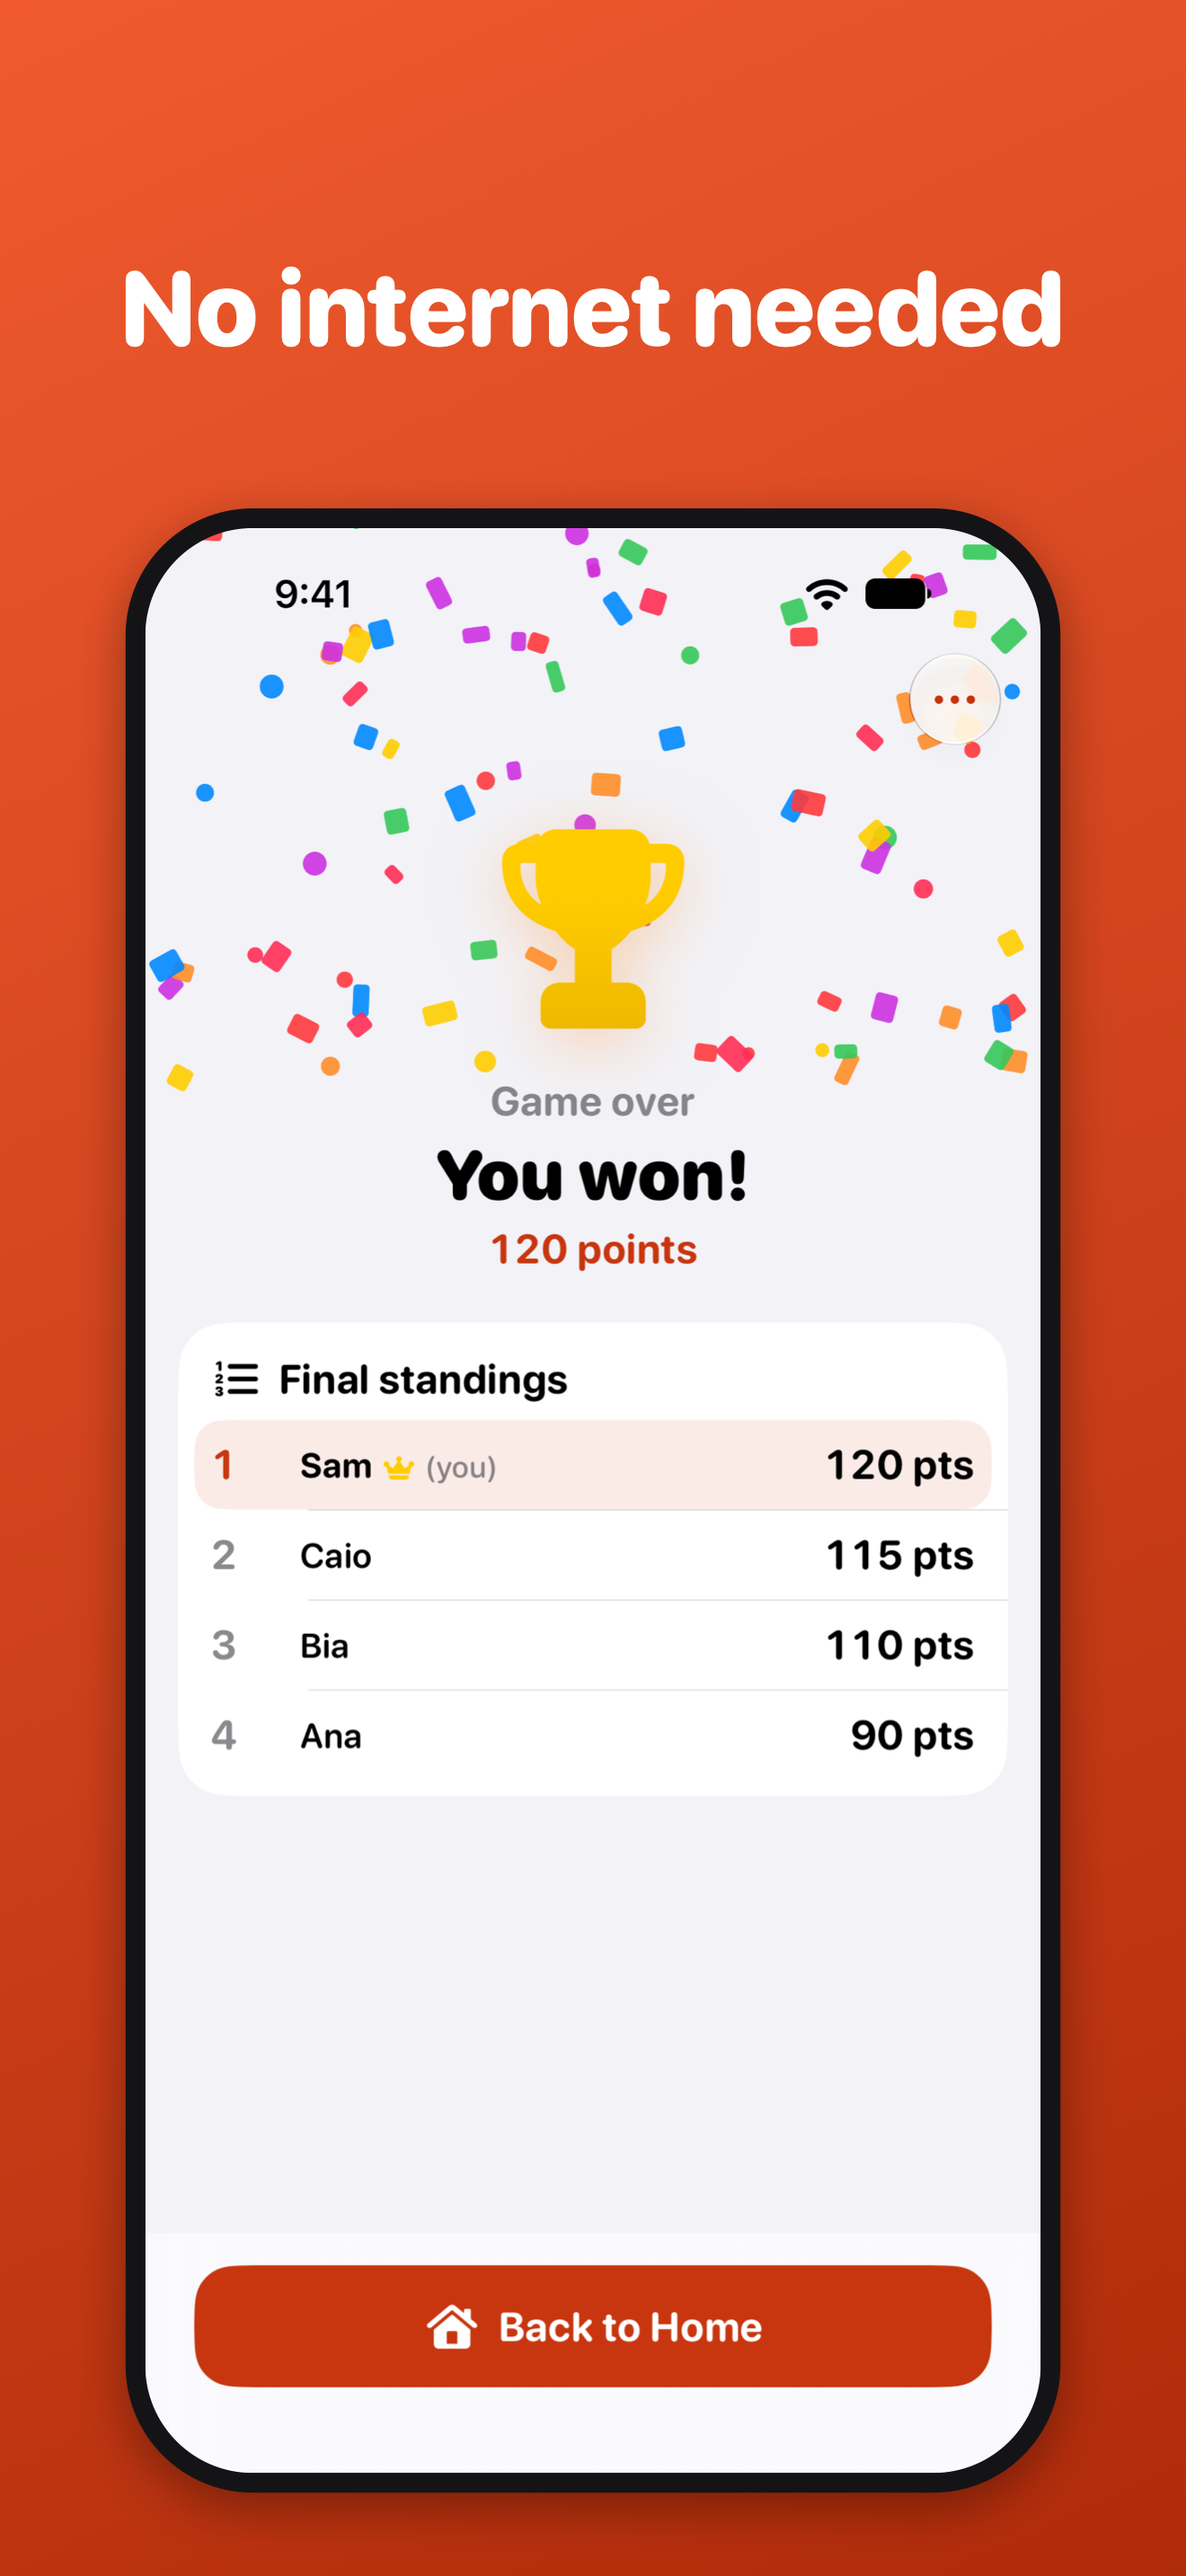 No internet needed
9:41
Game over
You won!
120 points
Final standings
1 Sam (you) 120 pts
2 Caio 115 pts
3 Bia 110 pts
4 Ana 90 pts
Back to Home